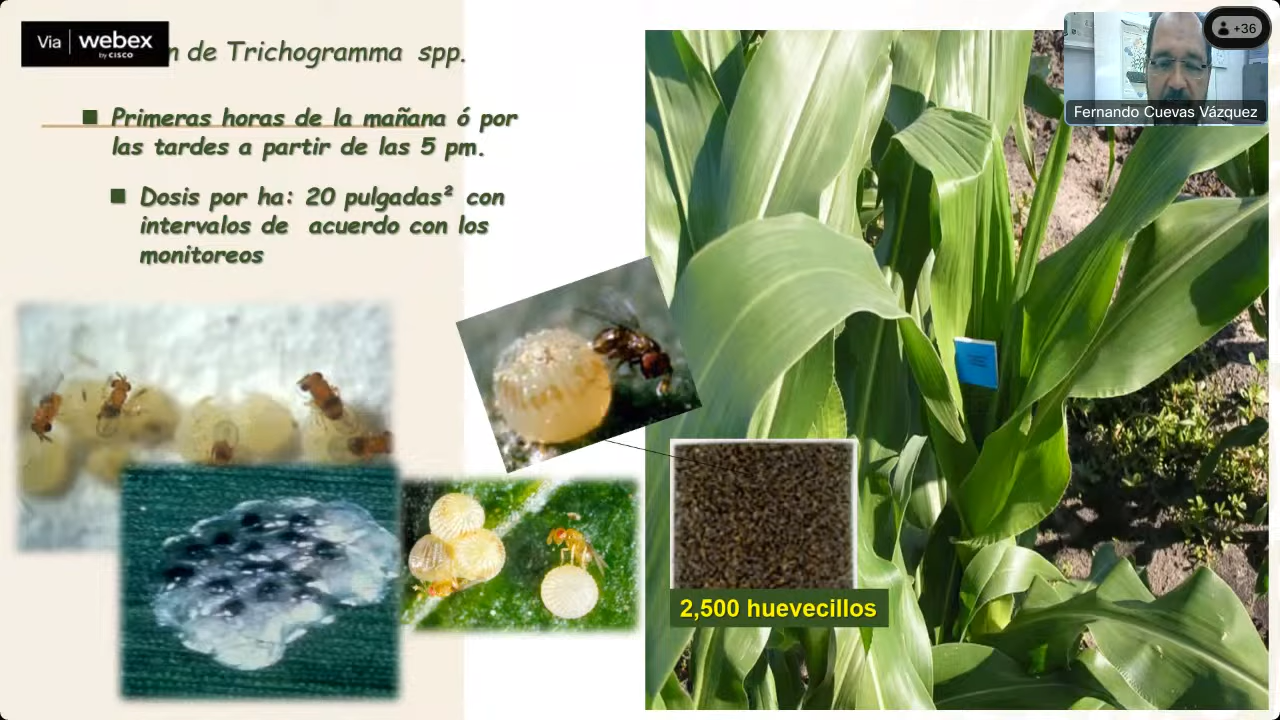 Via webex
by CISCO
n de Trichogramma spp.
+36
Fernando Cuevas Vázquez
Primeras horas de la mañana ó por
las tardes a partir de las 5 pm.
Dosis por ha: 20 pulgadas² con
intervalos de acuerdo con los
monitoreos
2,500 huevecillos